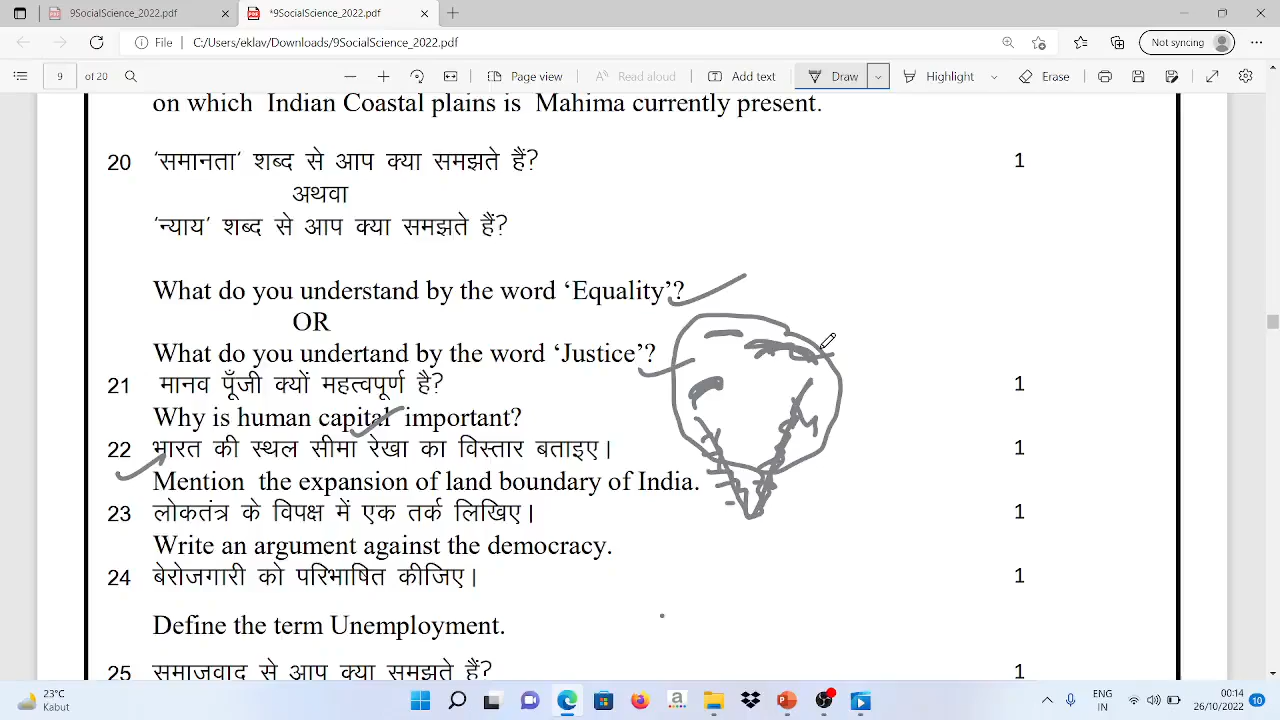 9SocialScience_2022.pdf
*9SocialScience_2022.pdf
File C:/Users/eklav/Downloads/9SocialScience_2022.pdf
Not syncing
9 of 20
Page view
Read aloud
Add text
Draw
Highlight
Erase
on which Indian Coastal plains is Mahima currently present.
20 'समानता' शब्द से आप क्या समझते हैं? 1
अथवा
'न्याय' शब्द से आप क्या समझते हैं?
What do you understand by the word ‘Equality’?
OR
What do you undertand by the word ‘Justice’?
21 मानव पूँजी क्यों महत्वपूर्ण है? 1
Why is human capital important?
22 भारत की स्थल सीमा रेखा का विस्तार बताइए। 1
Mention the expansion of land boundary of India.
23 लोकतंत्र के विपक्ष में एक तर्क लिखिए। 1
Write an argument against the democracy.
24 बेरोजगारी को परिभाषित कीजिए। 1
Define the term Unemployment.
25 समाजवाद से आप क्या समझते हैं? 1
23°C
Kabut
ENG
IN
00:14
26/10/2022
10